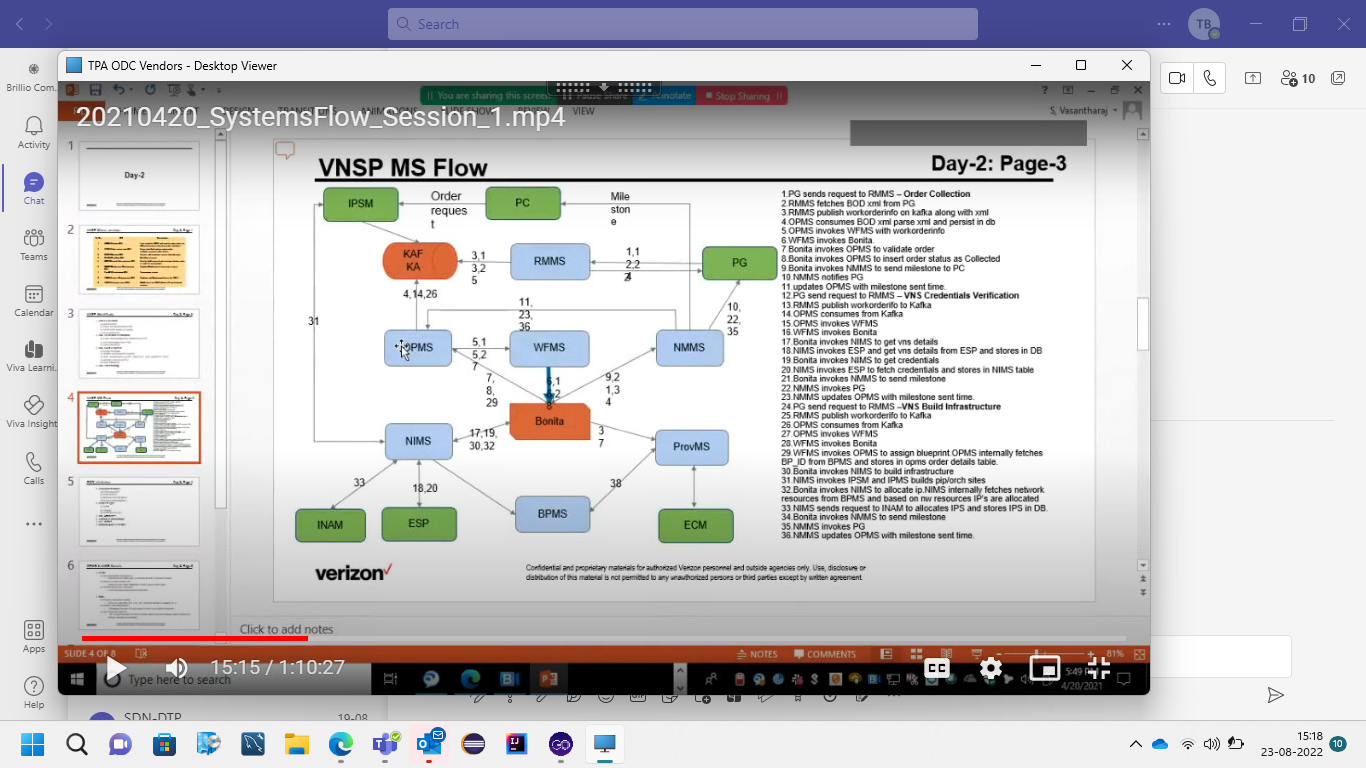 Search
TB
Brillio Com.
Activity
Chat
Teams
Calendar
Viva Learni.
Viva Insight
Calls
Apps
Help
10
TPA ODC Vendors - Desktop Viewer
You are sharing this screen
Pause Share
Annotate
Stop Sharing
VIEW
S, Vasantharaj
20210420_SystemsFlow_Session_1.mp4
1
Day-2
2
3
4
5
6
VNSP MS Flow
Day-2: Page-3
IPSM
Order
reques
t
PC
Mile
ston
e
KAF
KA
3,1
3,2
5
RMMS
1,1
2,2
4
PG
4,14,26
11,
23,
36
10,
22,
35
31
OPMS
5,1
5,2
7
WFMS
NMMS
7,
8,
29
9,2
1,3
4
Bonita
3
7
NIMS
17,19,
30,32
ProvMS
33
18,20
38
INAM
ESP
BPMS
ECM
1.PG sends request to RMMS – Order Collection
2.RMMS fetches BOD xml from PG
3.RMMS publish workorderinfo on kafka along with xml
4.OPMS consumes BOD xml parse xml and persist in db
5.OPMS invokes WFMS with workorderinfo
6.WFMS invokes Bonita.
7.Bonita invokes OPMS to validate order
8.Bonita invokes OPMS to insert order status as Collected
9.Bonita invokes NMMS to send milestone to PC
10.NMMS notifies PG
11.updates OPMS with milestone sent time.
12.PG send request to RMMS – VNS Credentials Verification
13.RMMS publish workorderifo to Kafka
14.OPMS consumes from Kafka
15.OPMS invokes WFMS
16.WFMS invokes Bonita
17.Bonita invokes NIMS to get vns details
18.NIMS invokes ESP and get vns details from ESP and stores in DB
19.Bonita invokes NIMS to get credentials
20.NIMS invokes ESP to fetch credentials and stores in NIMS table
21.Bonita invokes NMMS to send milestone
22.NMMS invokes PG
23.NMMS updates OPMS with milestone sent time.
24.PG send request to RMMS –VNS Build Infrastructure
25.RMMS publish workorderifo to Kafka
26.OPMS consumes from Kafka
27.OPMS invokes WFMS
28.WFMS invokes Bonita
29.WFMS invokes OPMS to assign blueprint.OPMS internally fetches
BP_ID from BPMS and stores in opms order details table.
30.Bonita invokes NIMS to build infrastructure
31.NIMS invokes IPSM and IPMS builds pip/orch sites
32.Bonita invokes NIMS to allocate ip.NIMS internally fetches network
resources from BPMS and based on nw resources IP's are allocated
33.NIMS sends request to INAM to allocates IPS and stores IPS in DB.
34.Bonita invokes NMMS to send milestone
35.NMMS invokes PG
36.NMMS updates OPMS with milestone sent time.
verizon
Confidential and proprietary materials for authorized Verizon personnel and outside agencies only. Use, disclosure or
distribution of this material is not permitted to any unauthorized persons or third parties except by written agreement.
Click to add notes
SLIDE 4 OF 8
NOTES
COMMENTS
81%
15:15 / 1:10:27
CC
Type here to search
5:49 PM
4/20/2021
SDN-DTP
19-08
15:18
23-08-2022
10